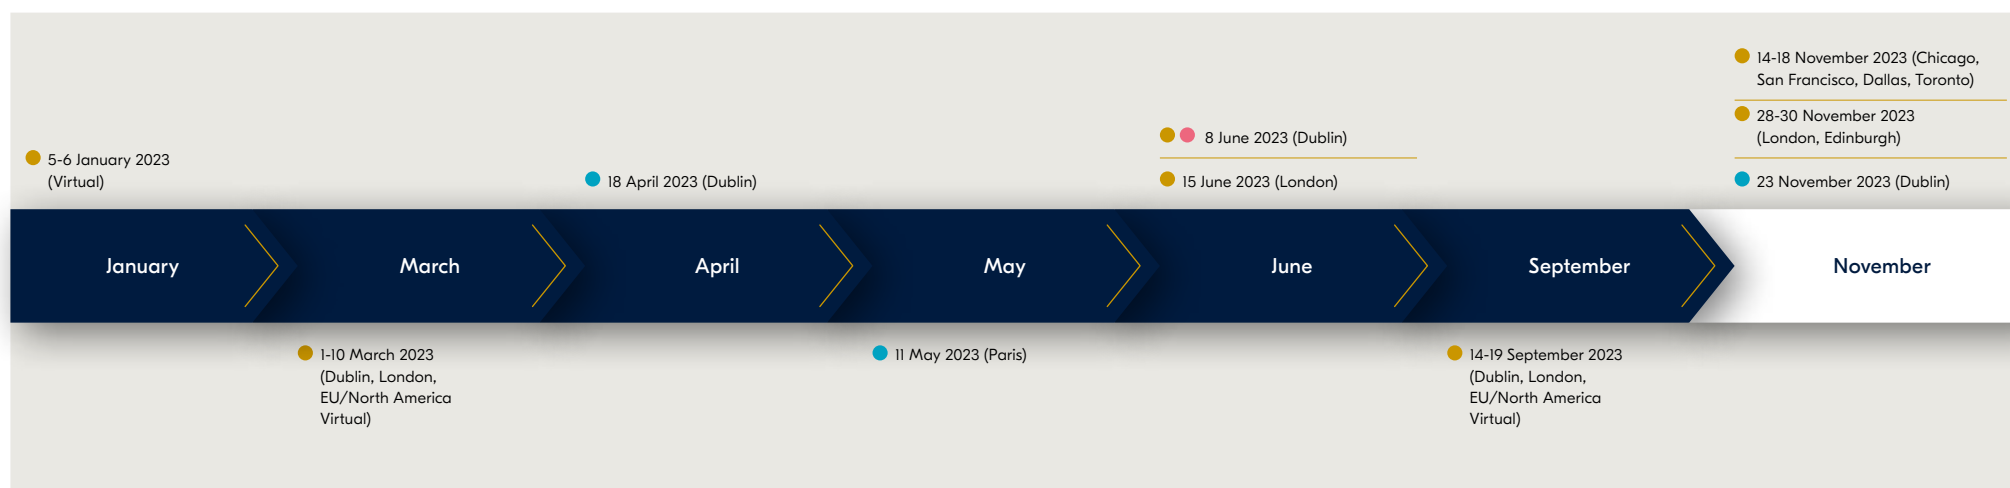 14-18 November 2023 (Chicago,
San Francisco, Dallas, Toronto)
28-30 November 2023
(London, Edinburgh)
8 June 2023 (Dublin)
5-6 January 2023
(Virtual)
18 April 2023 (Dublin)
15 June 2023 (London)
23 November 2023 (Dublin)
January
March
April
May
June
September
November
1-10 March 2023
(Dublin, London,
EU/North America
Virtual)
11 May 2023 (Paris)
14-19 September 2023
(Dublin, London,
EU/North America
Virtual)